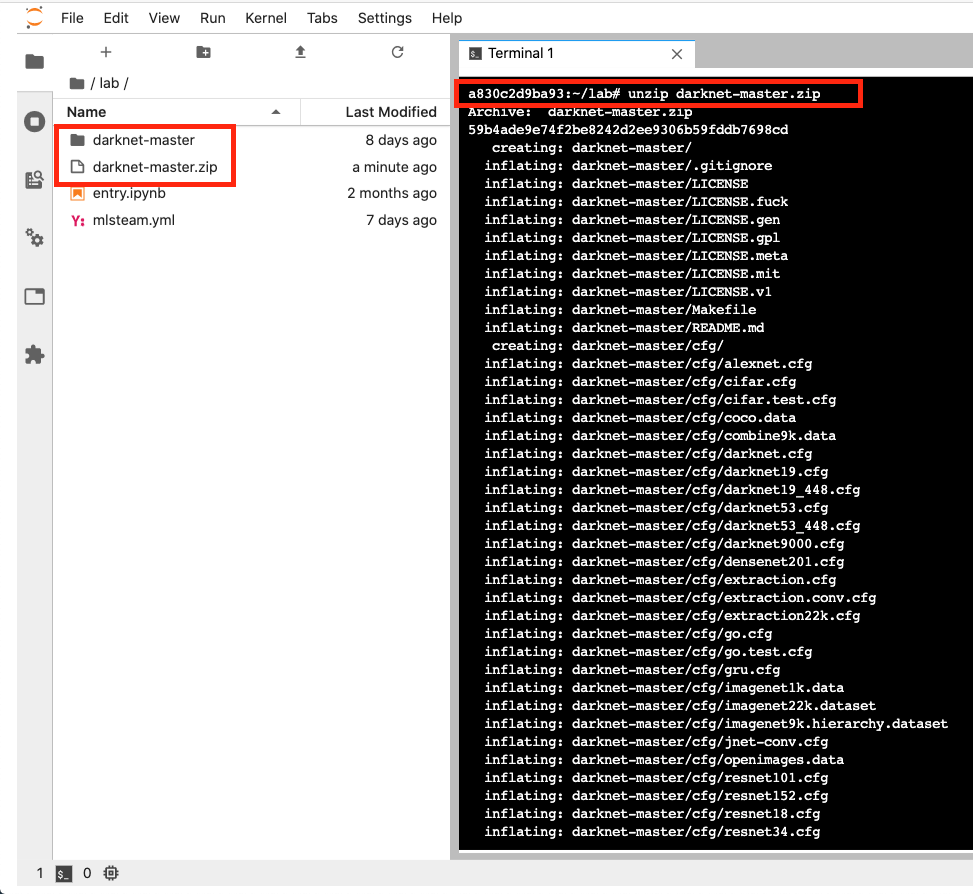 File Edit View Run Kernel Tabs Settings Help
/ lab /
Name Last Modified
darknet-master 8 days ago
darknet-master.zip a minute ago
entry.ipynb 2 months ago
Y: mlsteam.yml 7 days ago
$_ Terminal 1
a830c2d9ba93:~/lab# unzip darknet-master.zip
Archive:  darknet-master.zip
59b4ade9e74f2be8242d2ee9306b59fddb7698cd
creating: darknet-master/
inflating: darknet-master/.gitignore
inflating: darknet-master/LICENSE
inflating: darknet-master/LICENSE.fuck
inflating: darknet-master/LICENSE.gen
inflating: darknet-master/LICENSE.gpl
inflating: darknet-master/LICENSE.meta
inflating: darknet-master/LICENSE.mit
inflating: darknet-master/LICENSE.v1
inflating: darknet-master/Makefile
inflating: darknet-master/README.md
creating: darknet-master/cfg/
inflating: darknet-master/cfg/alexnet.cfg
inflating: darknet-master/cfg/cifar.cfg
inflating: darknet-master/cfg/cifar.test.cfg
inflating: darknet-master/cfg/coco.data
inflating: darknet-master/cfg/combine9k.data
inflating: darknet-master/cfg/darknet.cfg
inflating: darknet-master/cfg/darknet19.cfg
inflating: darknet-master/cfg/darknet19_448.cfg
inflating: darknet-master/cfg/darknet53.cfg
inflating: darknet-master/cfg/darknet53_448.cfg
inflating: darknet-master/cfg/darknet9000.cfg
inflating: darknet-master/cfg/densenet201.cfg
inflating: darknet-master/cfg/extraction.cfg
inflating: darknet-master/cfg/extraction.conv.cfg
inflating: darknet-master/cfg/extraction22k.cfg
inflating: darknet-master/cfg/go.cfg
inflating: darknet-master/cfg/go.test.cfg
inflating: darknet-master/cfg/gru.cfg
inflating: darknet-master/cfg/imagenet1k.data
inflating: darknet-master/cfg/imagenet22k.dataset
inflating: darknet-master/cfg/imagenet9k.hierarchy.dataset
inflating: darknet-master/cfg/jnet-conv.cfg
inflating: darknet-master/cfg/openimages.data
inflating: darknet-master/cfg/resnet101.cfg
inflating: darknet-master/cfg/resnet152.cfg
inflating: darknet-master/cfg/resnet18.cfg
inflating: darknet-master/cfg/resnet34.cfg
1 $_ 0